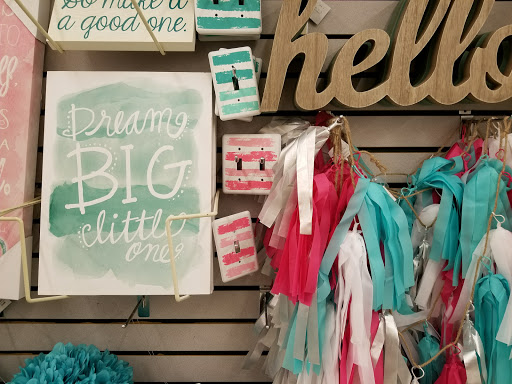 So make it
a good one.
hello
Dream
BIG
little
one